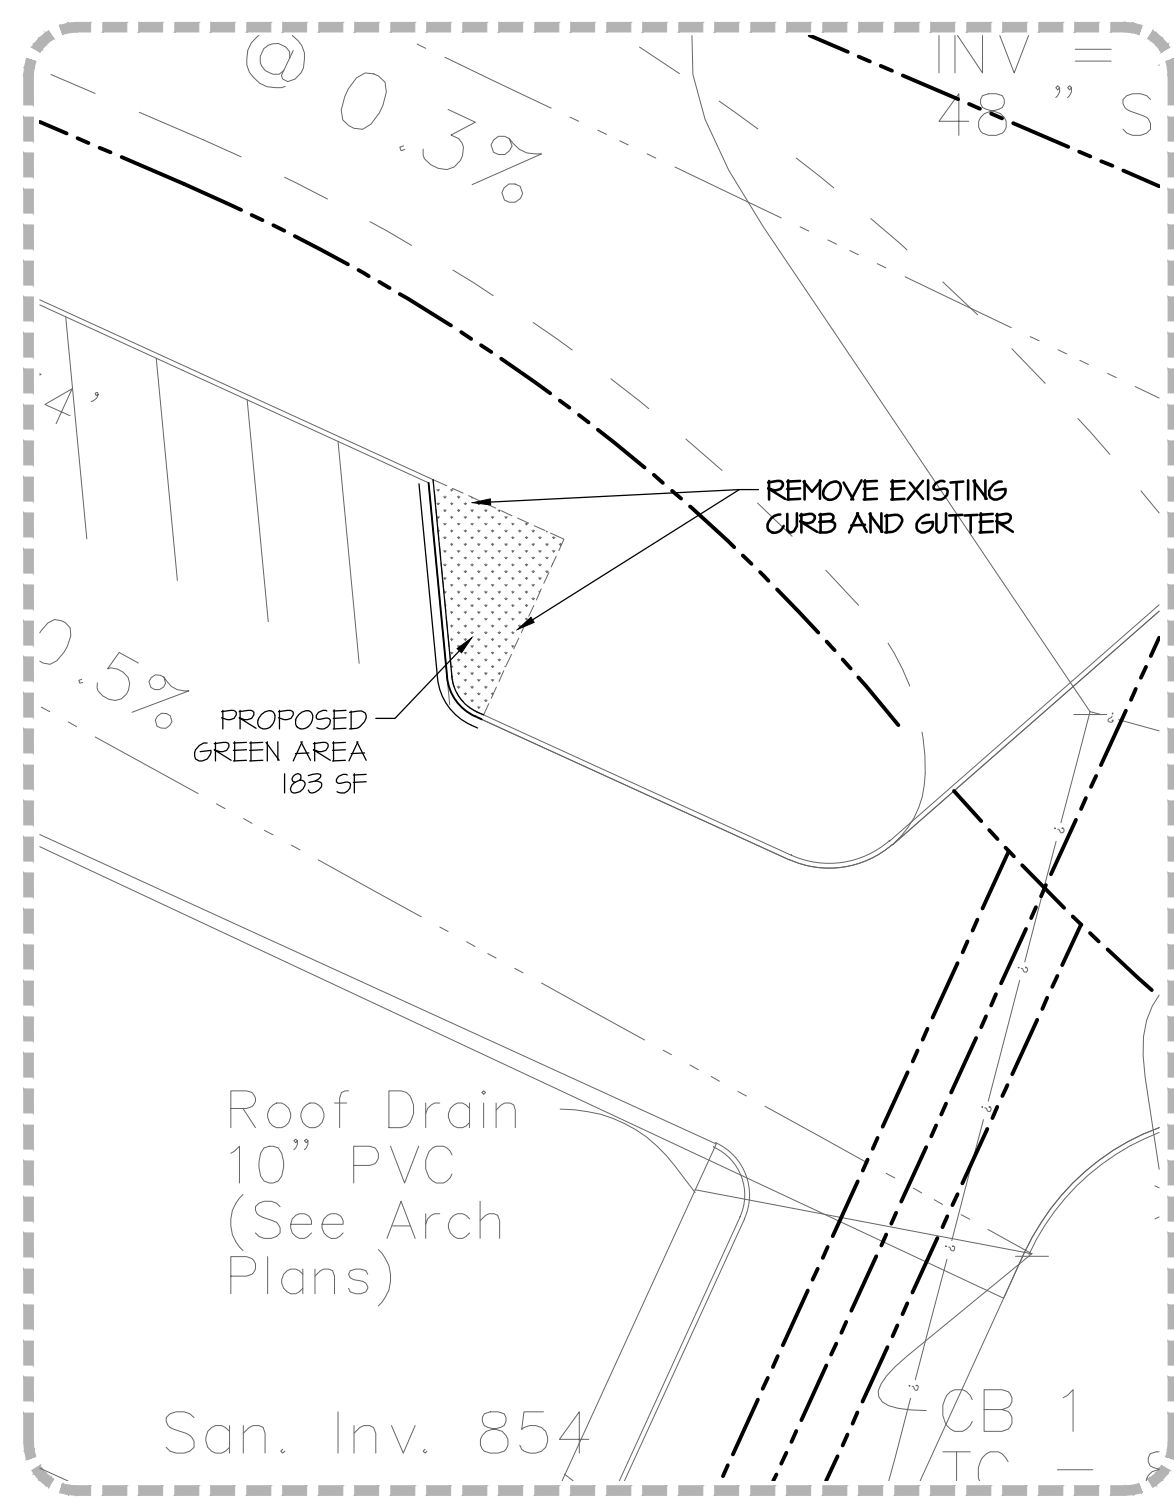 @ 0.3%
INV =
48 " S
4'
REMOVE EXISTING
CURB AND GUTTER
0.5%
PROPOSED
GREEN AREA
183 SF
?
?
?
?
?
?
Roof Drain
10" PVC
(See Arch
Plans)
CB 1
San. Inv. 854
TC –